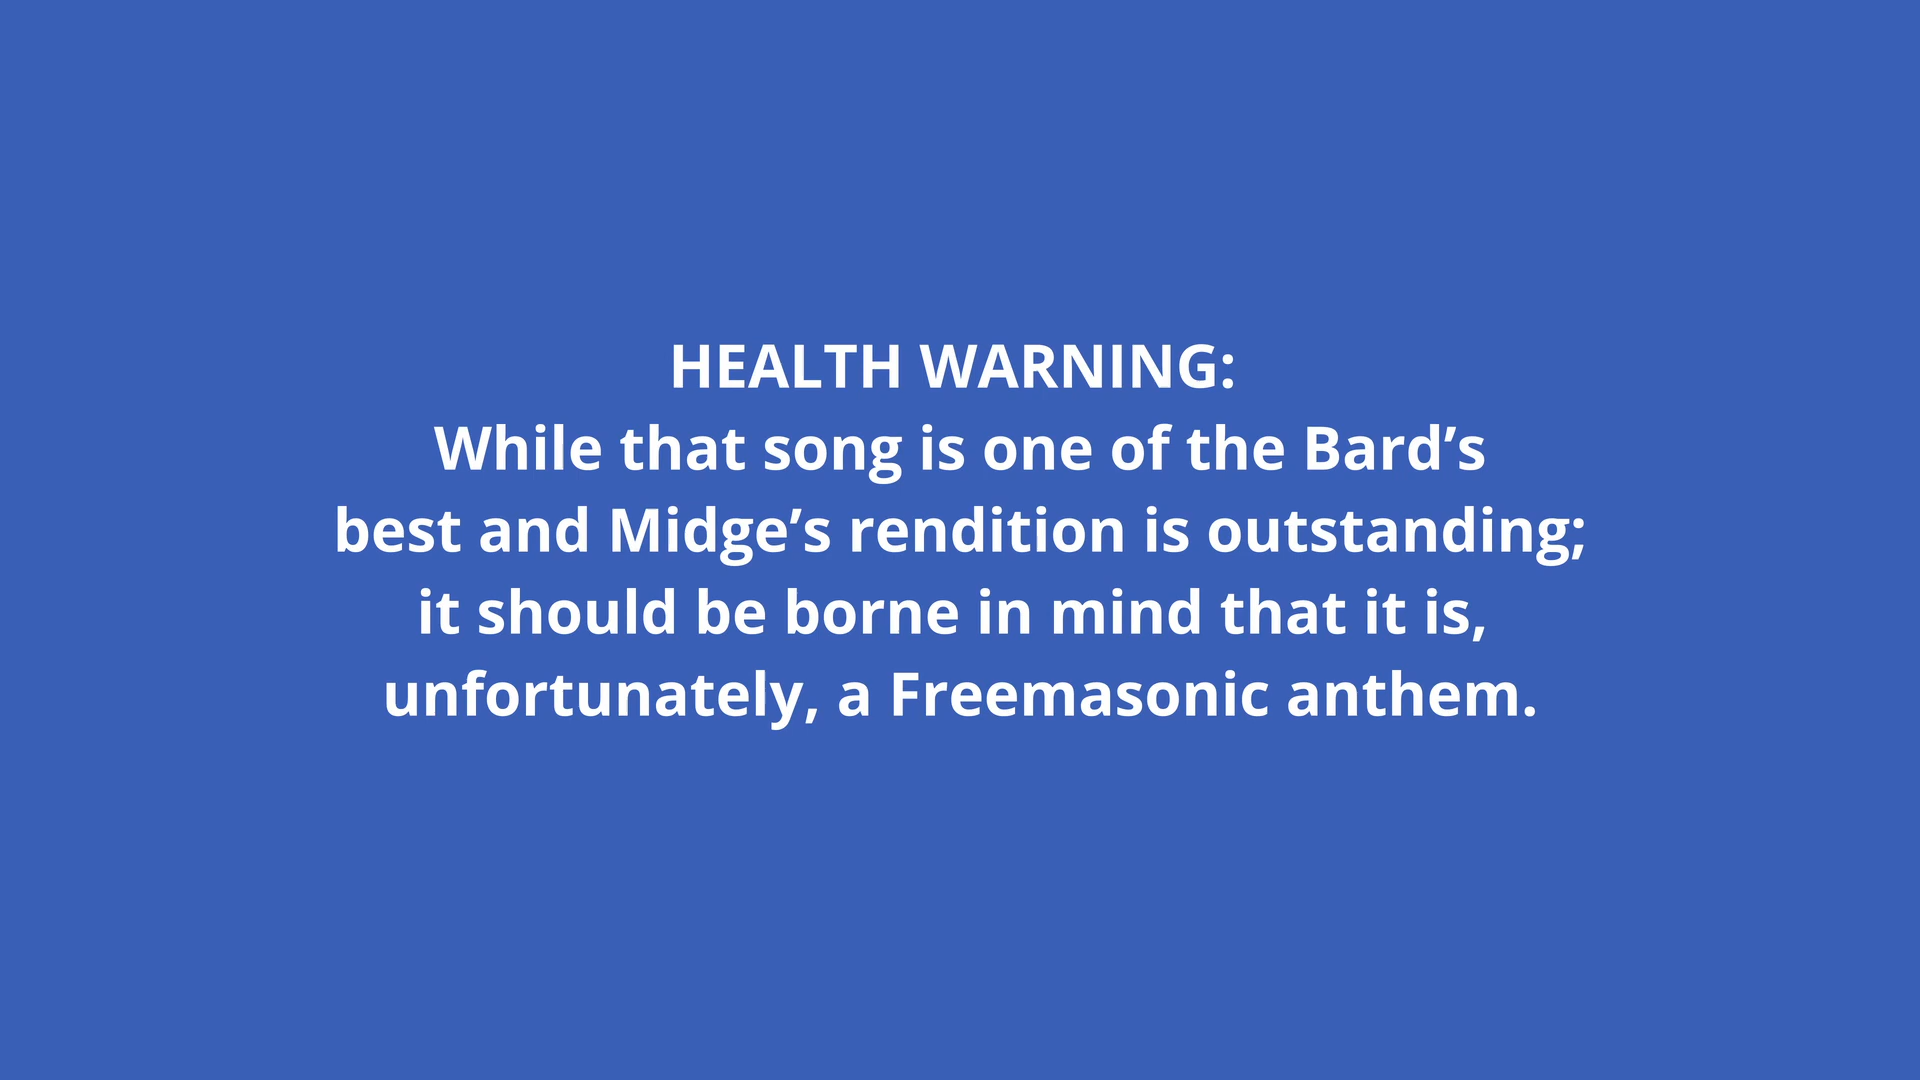 HEALTH WARNING:
While that song is one of the Bard’s
best and Midge’s rendition is outstanding;
it should be borne in mind that it is,
unfortunately, a Freemasonic anthem.